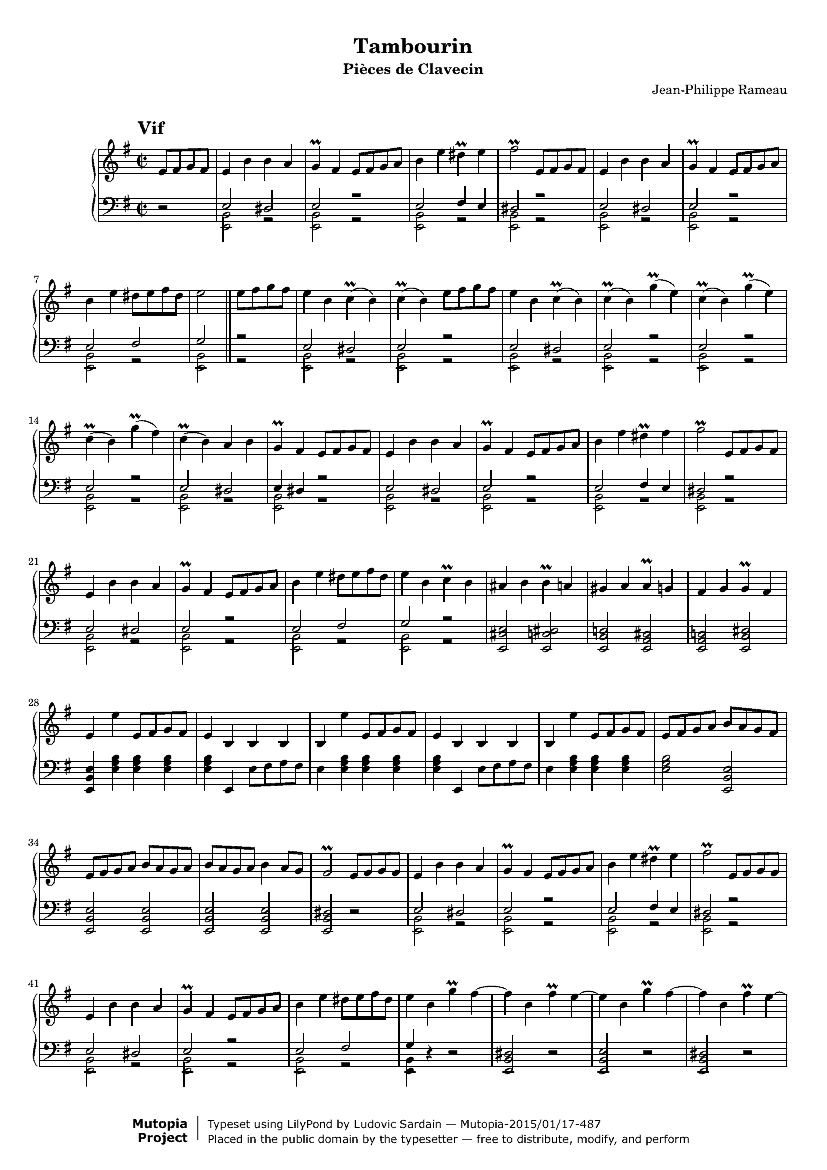 Tambourin
Pièces de Clavecin
Jean-Philippe Rameau
Vif
7
14
21
28
34
41
Mutopia
Project
Typeset using LilyPond by Ludovic Sardain — Mutopia-2015/01/17-487
Placed in the public domain by the typesetter — free to distribute, modify, and perform